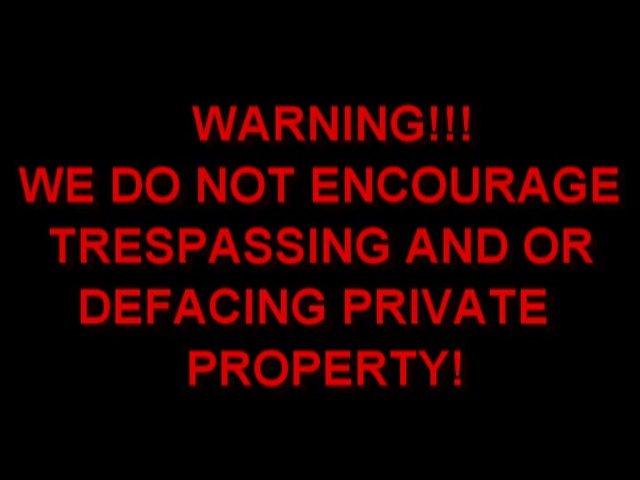 WARNING!!!
WE DO NOT ENCOURAGE
TRESPASSING AND OR
DEFACING PRIVATE
PROPERTY!